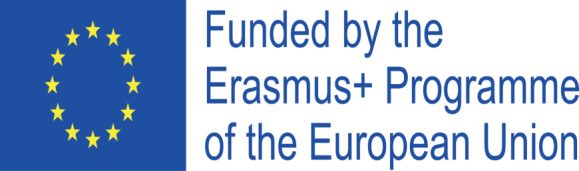 Funded by the
Erasmus+ Programme
of the European Union